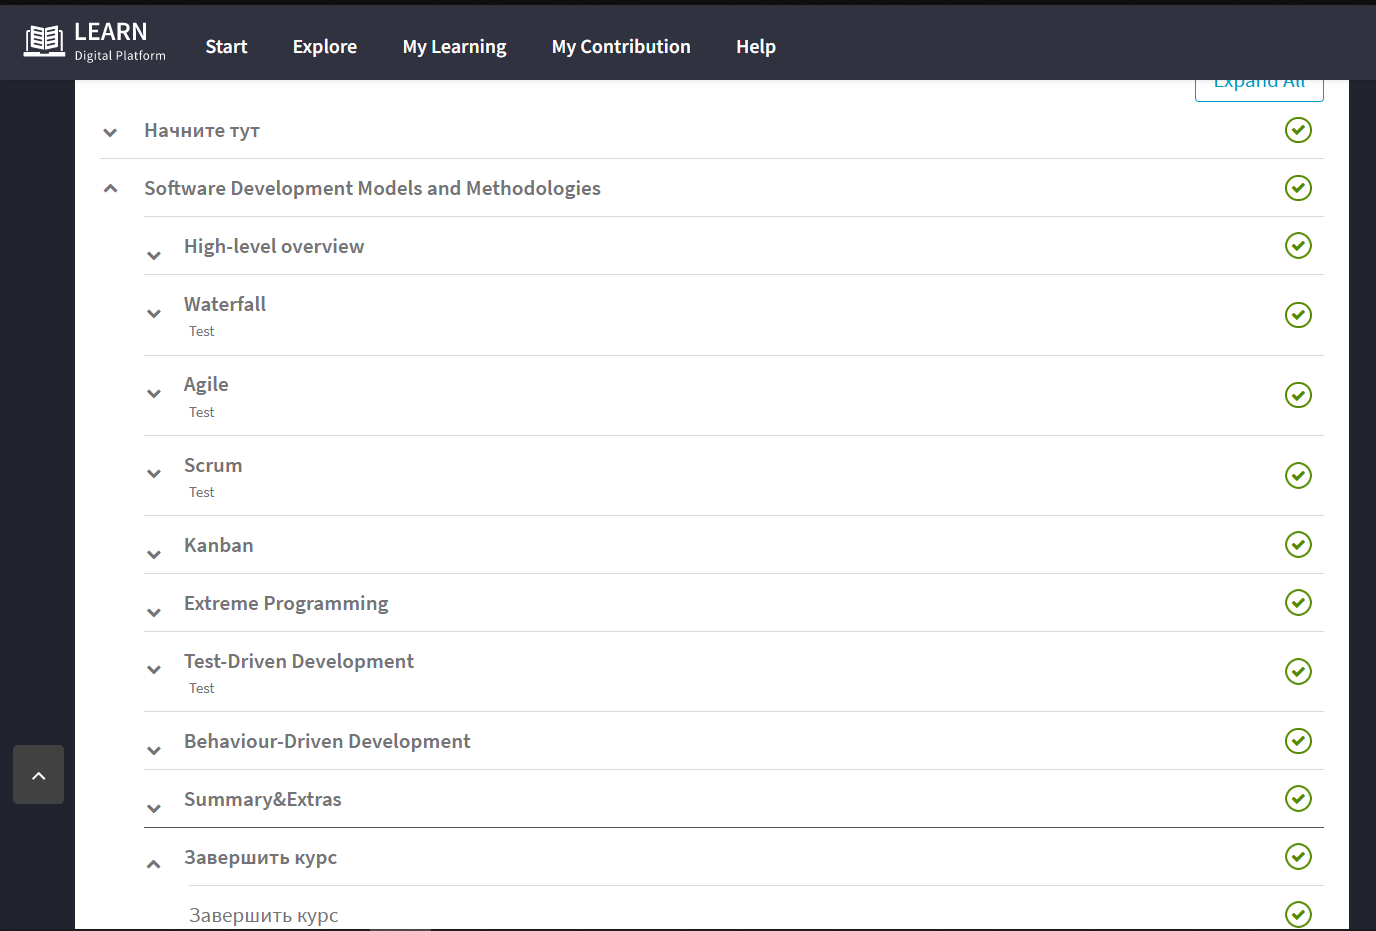 LEARN
Digital Platform
Start
Explore
My Learning
My Contribution
Help
Expand All
Начните тут
Software Development Models and Methodologies
High-level overview
Waterfall
Test
Agile
Test
Scrum
Test
Kanban
Extreme Programming
Test-Driven Development
Test
Behaviour-Driven Development
Summary&Extras
Завершить курс
Завершить курс